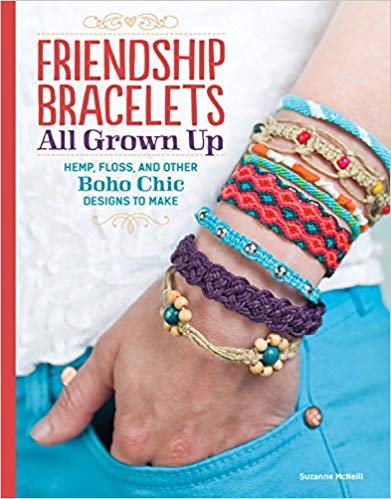 FRIENDSHIP
BRACELETS
All Grown Up
HEMP, FLOSS, AND OTHER
Boho Chic
DESIGNS TO MAKE
Suzanne McNeill